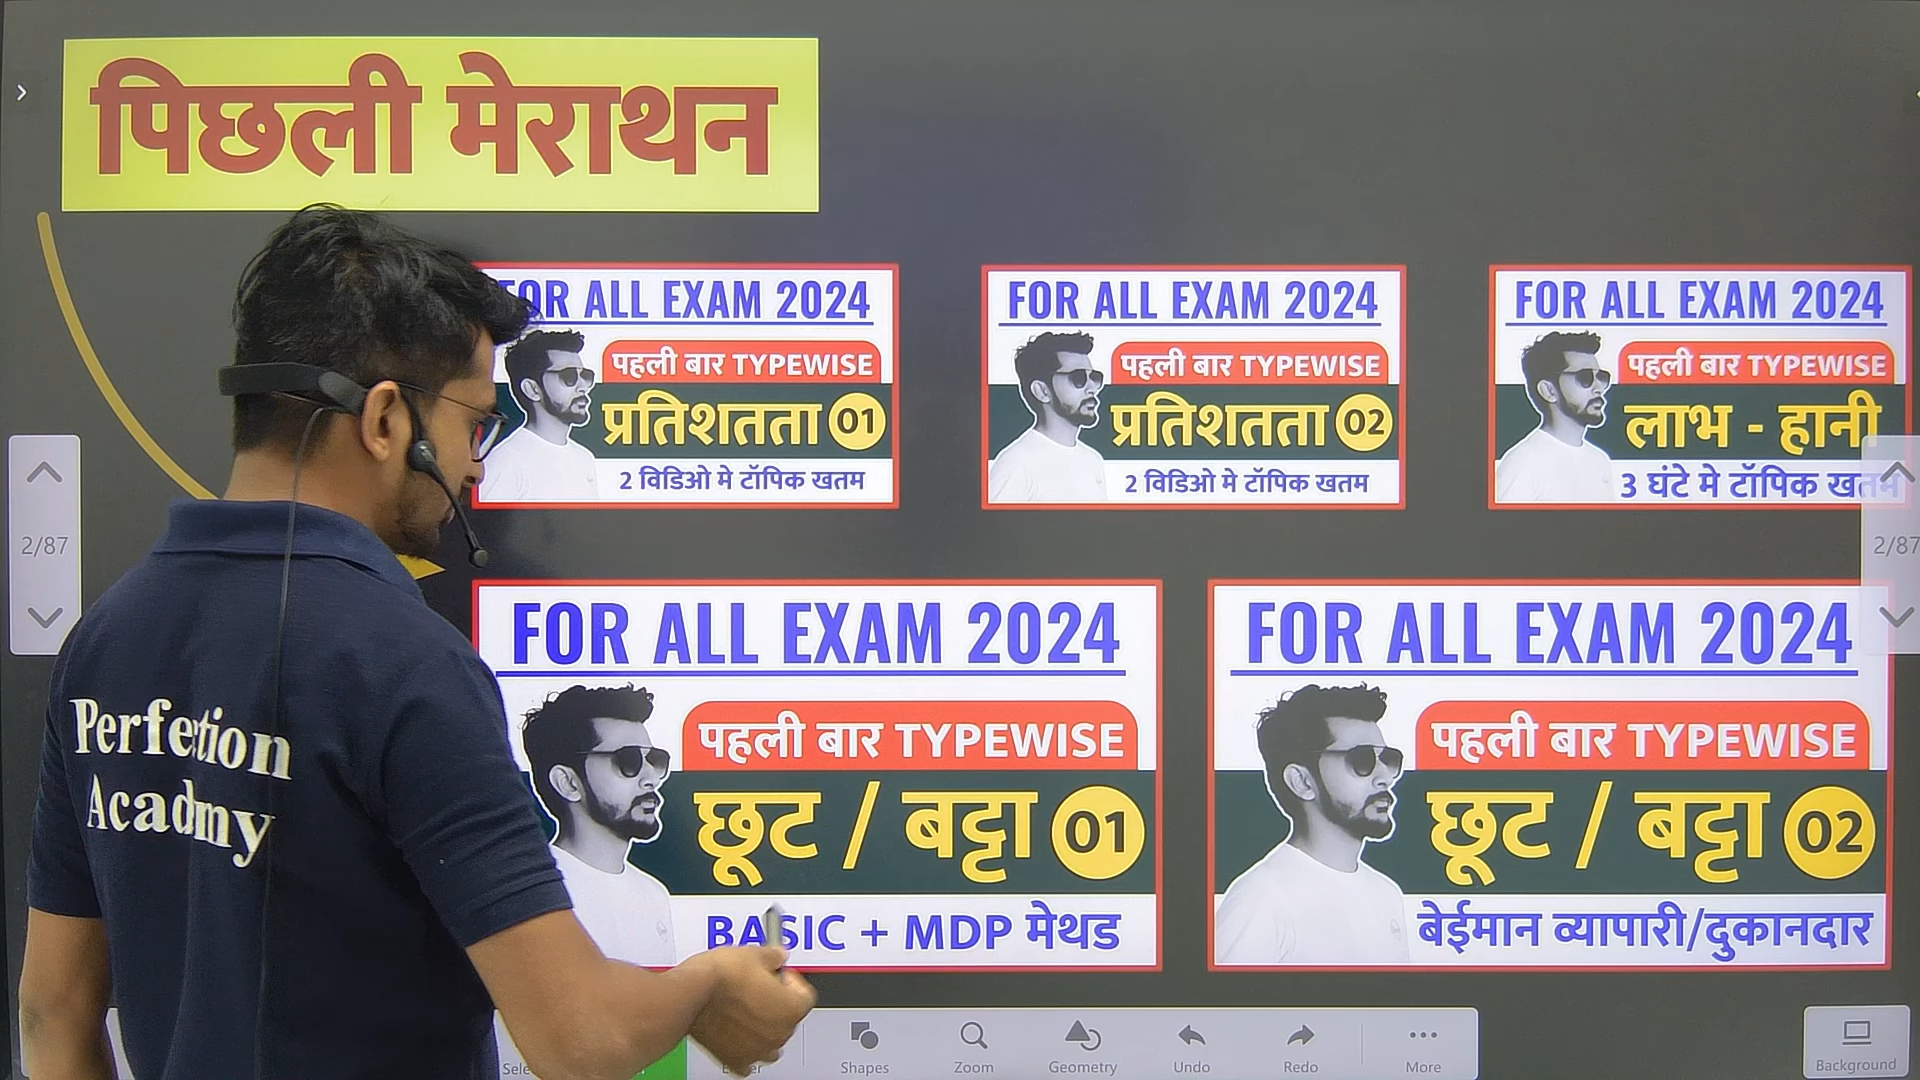 पिछली मेराथन
FOR ALL EXAM 2024
पहली बार TYPEWISE
प्रतिशतता 01
2 विडिओ मे टॉपिक खतम
FOR ALL EXAM 2024
पहली बार TYPEWISE
प्रतिशतता 02
2 विडिओ मे टॉपिक खतम
FOR ALL EXAM 2024
पहली बार TYPEWISE
लाभ - हानी
3 घंटे मे टॉपिक खतम
2/87
2/87
FOR ALL EXAM 2024
पहली बार TYPEWISE
छूट / बट्टा 01
BASIC + MDP मेथड
FOR ALL EXAM 2024
पहली बार TYPEWISE
छूट / बट्टा 02
बेईमान व्यापारी/दुकानदार
Perfection
Academy
Shapes
Zoom
Geometry
Undo
Redo
More
Background